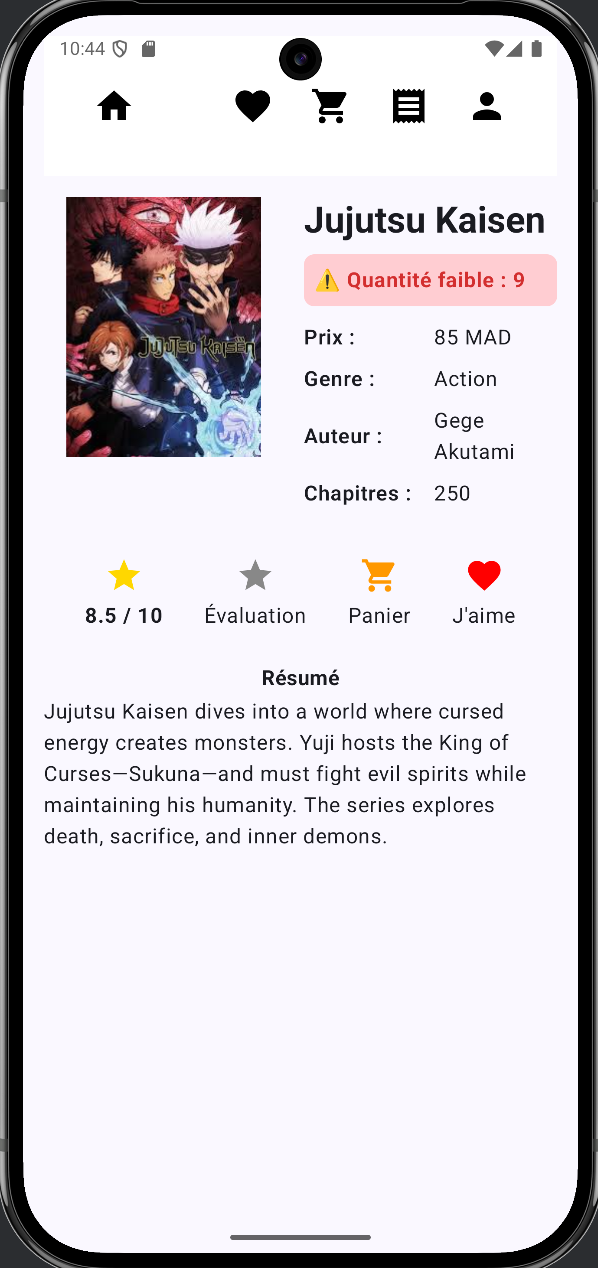 10:44
Jujutsu Kaisen
JUJUTSU KAISEN
⚠️ Quantité faible : 9
Prix : 85 MAD
Genre : Action
Auteur : Gege
Akutami
Chapitres : 250
8.5 / 10 Évaluation Panier J'aime
Résumé
Jujutsu Kaisen dives into a world where cursed
energy creates monsters. Yuji hosts the King of
Curses—Sukuna—and must fight evil spirits while
maintaining his humanity. The series explores
death, sacrifice, and inner demons.